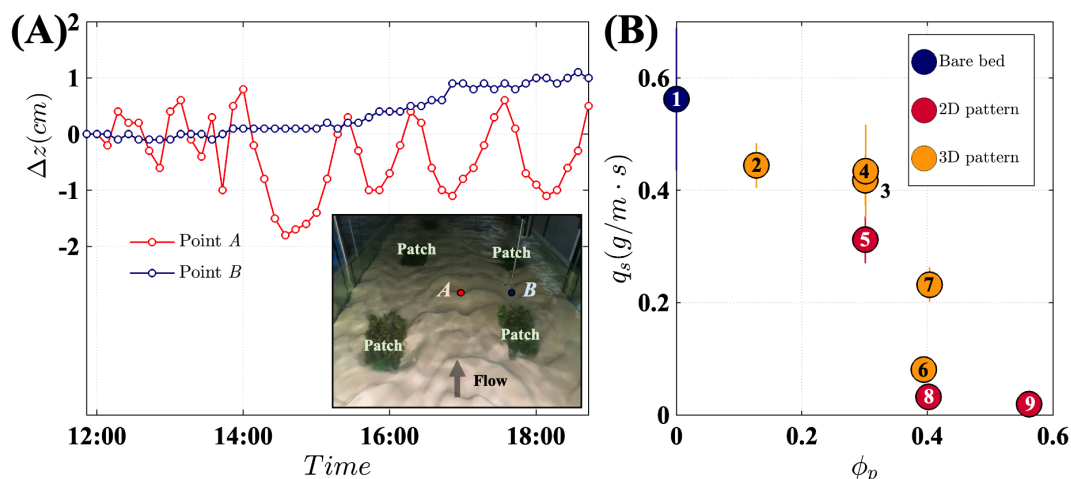 (A)
2
1
0
-1
-2
Δz(cm)
Point A
Point B
Patch
Patch
A
B
Patch
Patch
Flow
12:00
14:00
16:00
18:00
Time
(B)
0.6
0.4
0.2
0
q_s(g/m · s)
Bare bed
2D pattern
3D pattern
1
2
4
3
5
7
6
8
9
0
0.2
0.4
0.6
ϕ_p